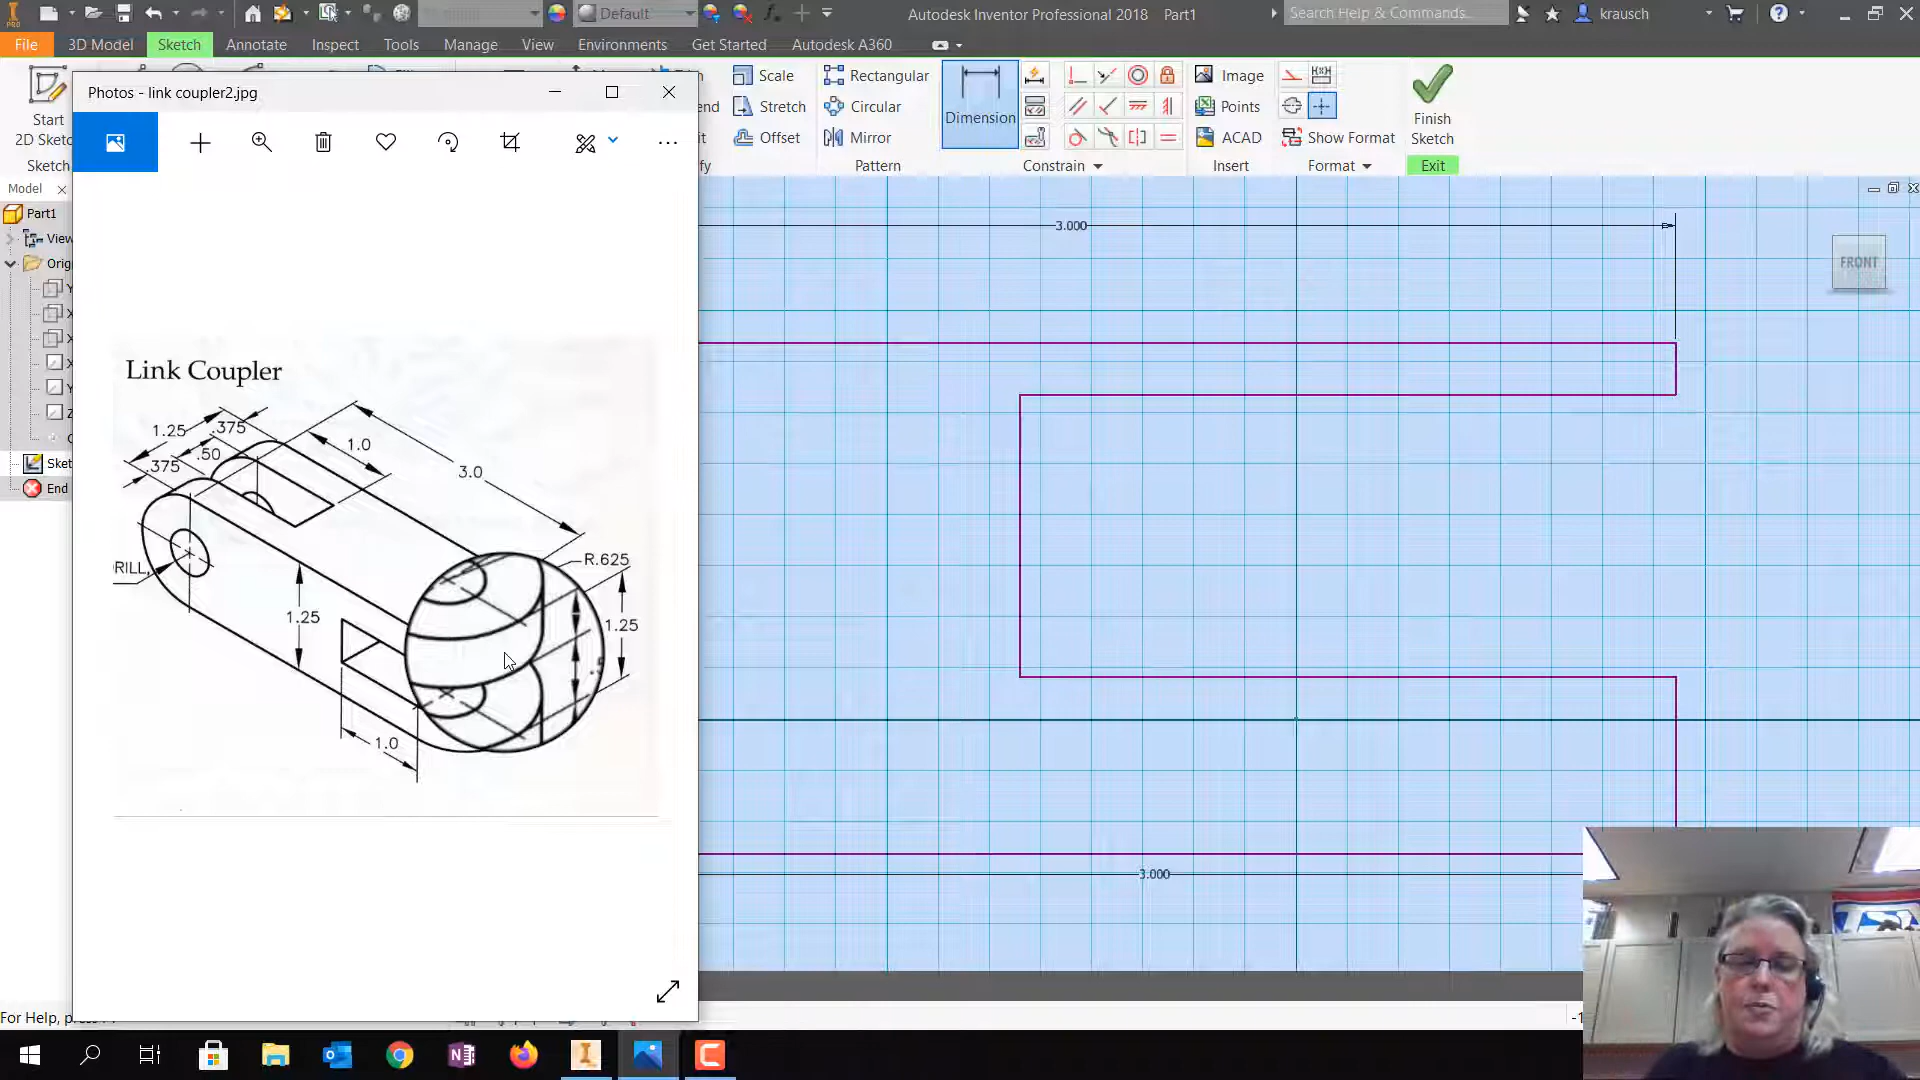 Default
Autodesk Inventor Professional 2018 Part1
Search Help & Commands...
krausch
File 3D Model Sketch Annotate Inspect Tools Manage View Environments Get Started Autodesk A360
Start
2D Sketc
Sketch
Photos - link coupler2.jpg
Scale
Stretch
Offset
Rectangular
Circular
Mirror
Pattern
Dimension
Constrain
Image
Points
ACAD
Insert
Show Format
Format
Finish
Sketch
Exit
Model
Part1
View
Orig
Sket
End
Link Coupler
1.25
.375
.50
.375
1.0
3.0
R.625
1.25
1.25
RILL,
1.0
3.000
3.000
FRONT
For Help, p
-1